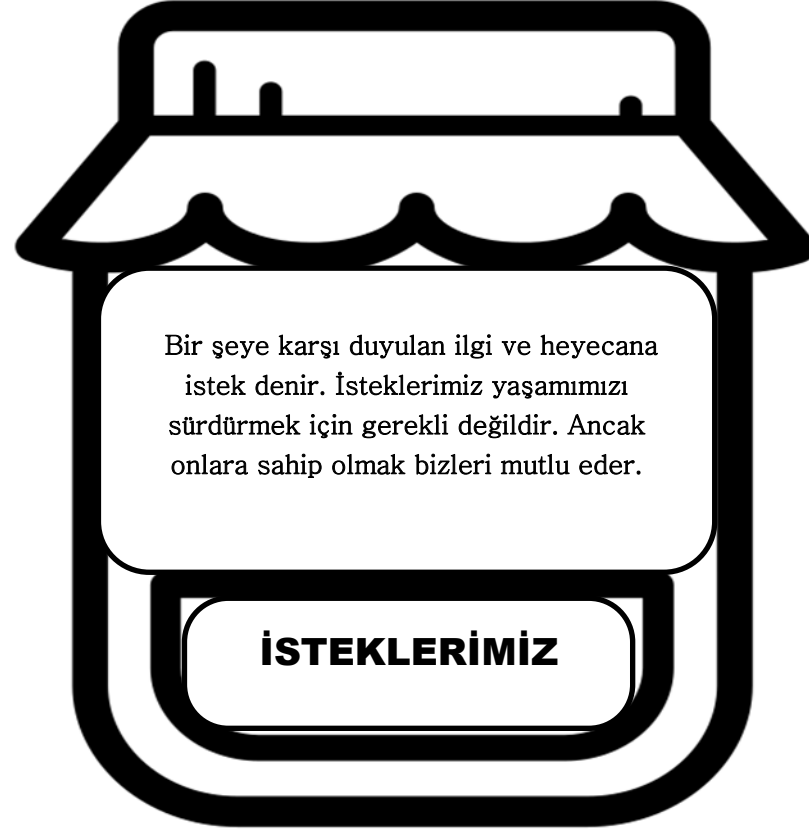 Bir şeye karşı duyulan ilgi ve heyecana
istek denir. İsteklerimiz yaşamımızı
sürdürmek için gerekli değildir. Ancak
onlara sahip olmak bizleri mutlu eder.
İSTEKLERİMİZ